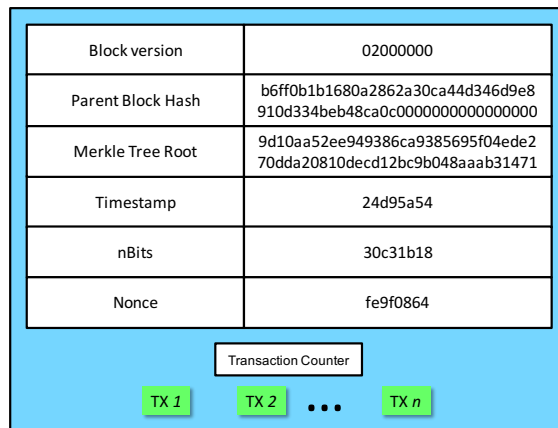 Block version 02000000
Parent Block Hash b6ff0b1b1680a2862a30ca44d346d9e8
910d334beb48ca0c0000000000000000
Merkle Tree Root 9d10aa52ee949386ca9385695f04ede2
70dda20810decd12bc9b048aaab31471
Timestamp 24d95a54
nBits 30c31b18
Nonce fe9f0864
Transaction Counter
TX 1 TX 2 ... TX n